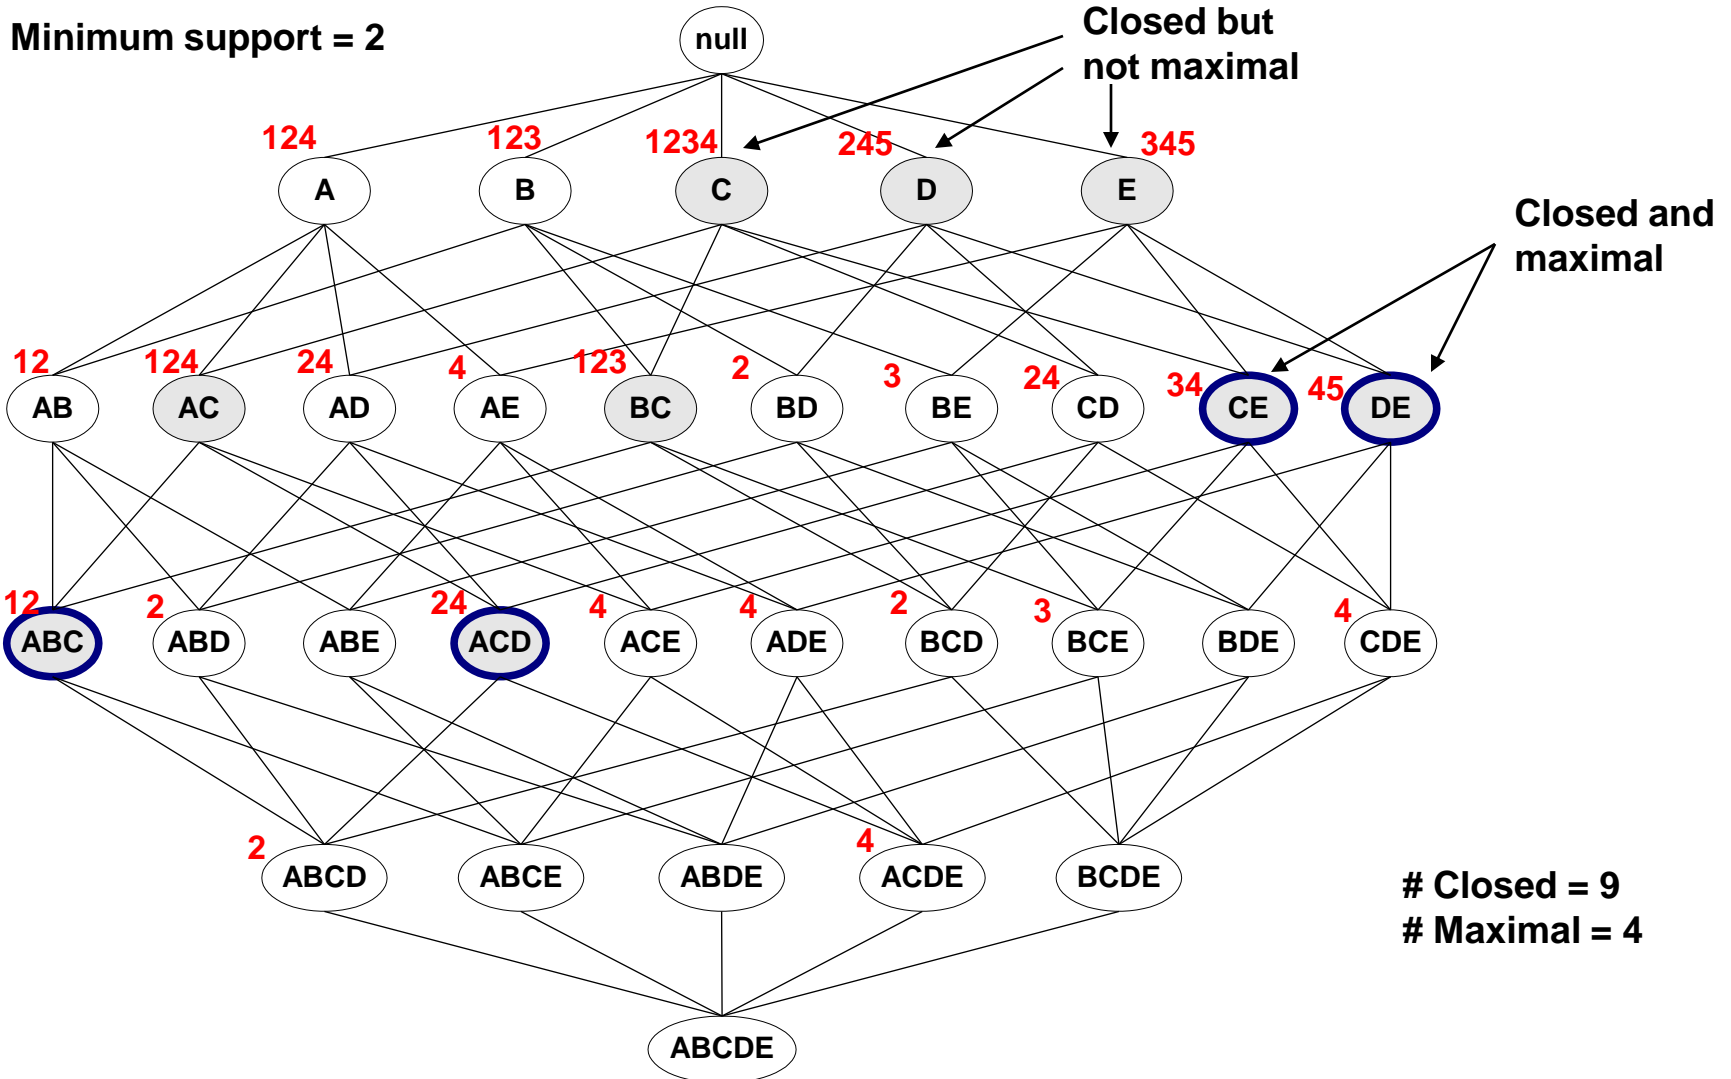 Minimum support = 2
null
Closed but
not maximal
124
123
1234
245
345
A
B
C
D
E
Closed and
maximal
12
124
24
4
123
2
3
24
34
45
AB
AC
AD
AE
BC
BD
BE
CD
CE
DE
12
2
24
4
4
2
3
4
ABC
ABD
ABE
ACD
ACE
ADE
BCD
BCE
BDE
CDE
2
4
ABCD
ABCE
ABDE
ACDE
BCDE
# Closed = 9
# Maximal = 4
ABCDE